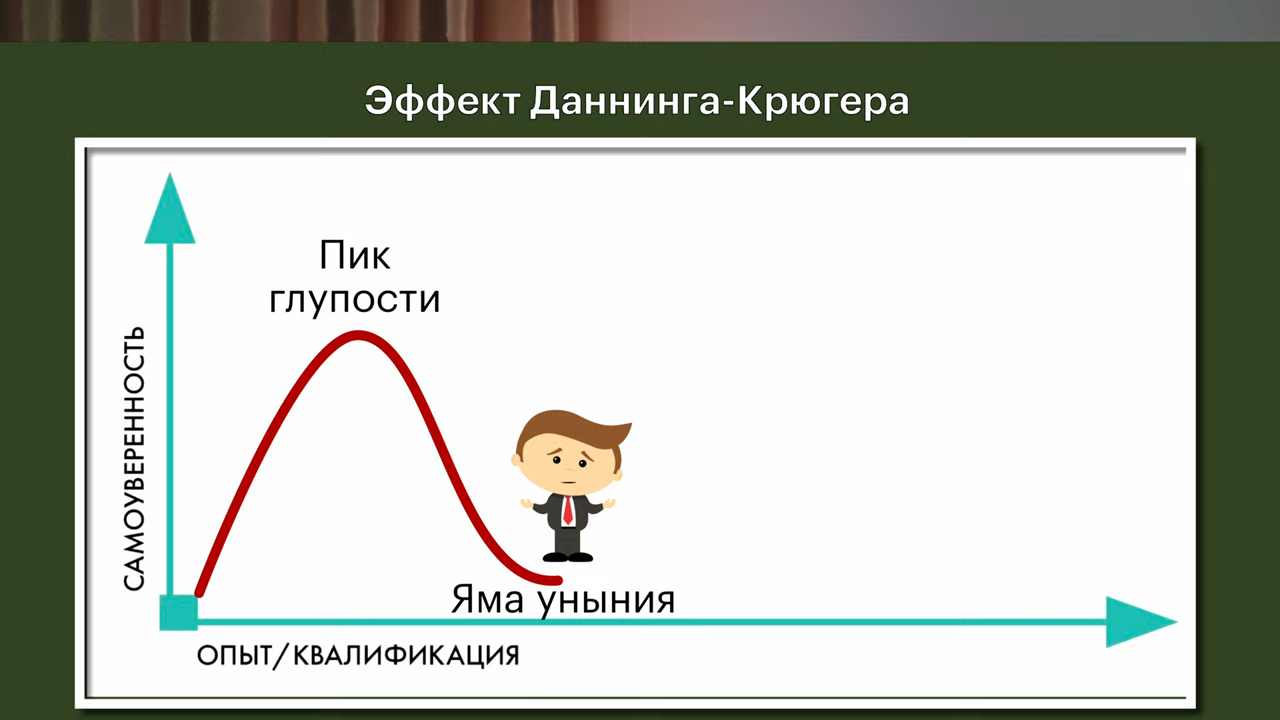 Эффект Даннинга-Крюгера
Пик
глупости
САМОУВЕРЕННОСТЬ
Яма уныния
ОПЫТ/КВАЛИФИКАЦИЯ